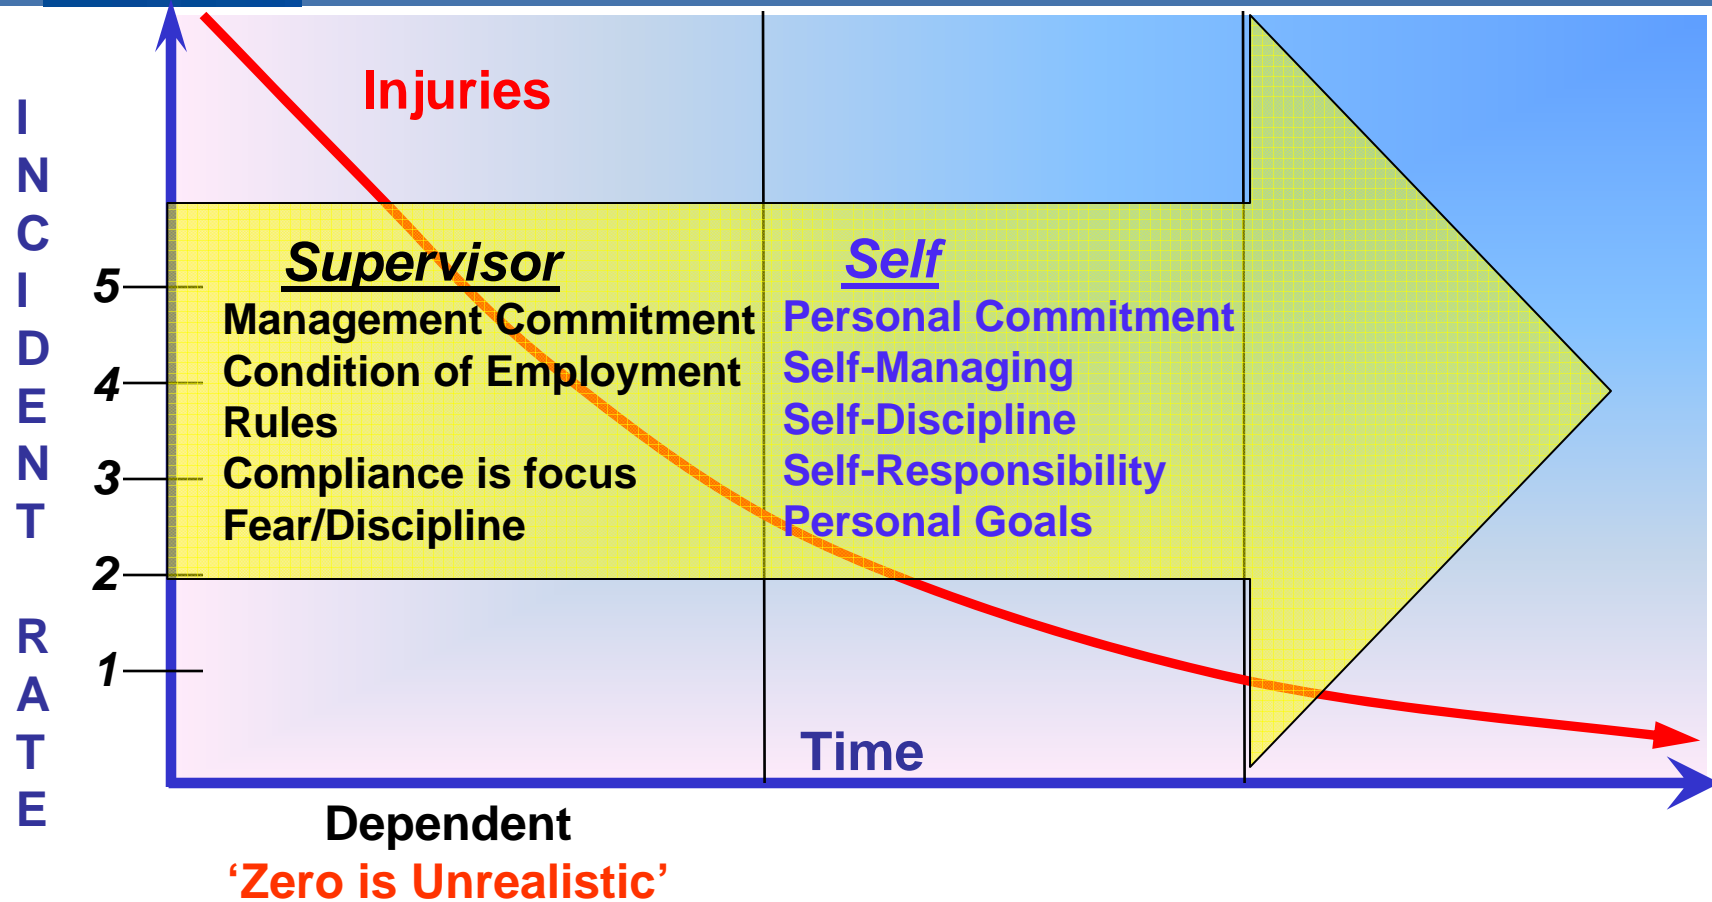 INCIDENT RATE
Injuries
5
4
3
2
1
Supervisor
Management Commitment
Condition of Employment
Rules
Compliance is focus
Fear/Discipline
Self
Personal Commitment
Self-Managing
Self-Discipline
Self-Responsibility
Personal Goals
Time
Dependent
‘Zero is Unrealistic’